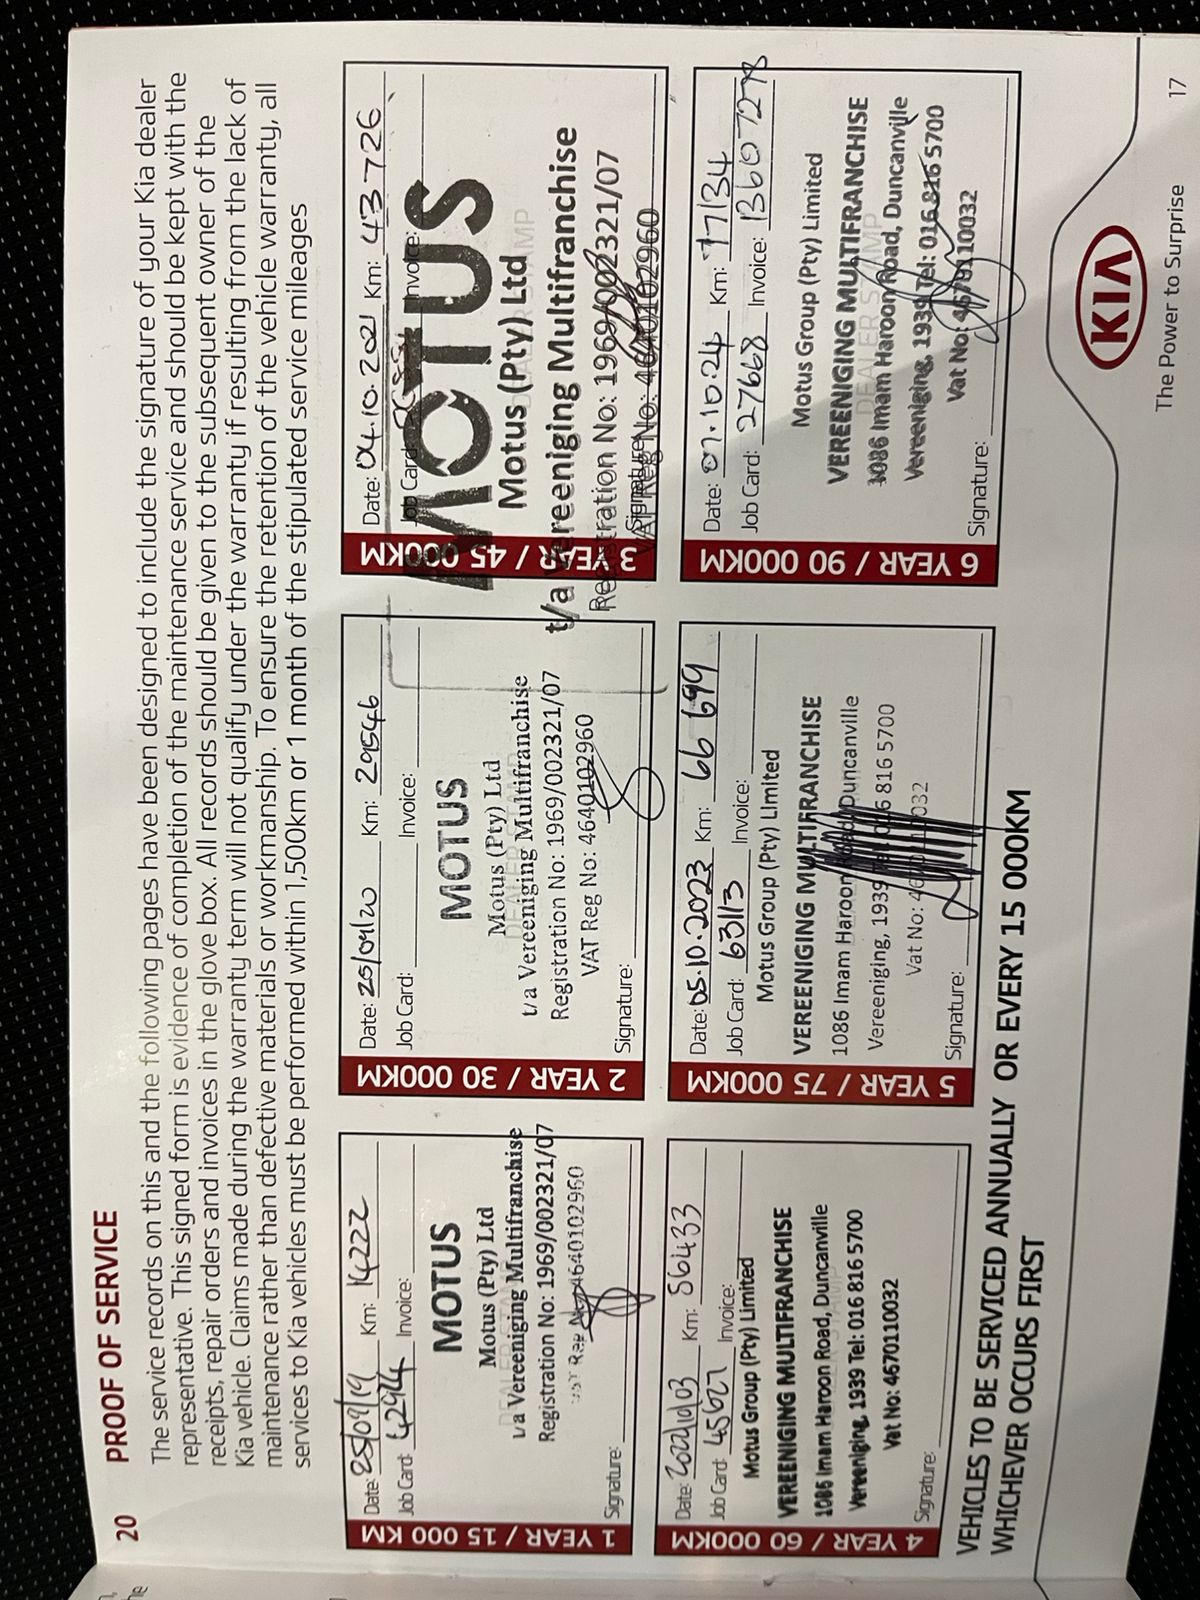 20 PROOF OF SERVICE
The service records on this and the following pages have been designed to include the signature of your Kia dealer
representative. This signed form is evidence of completion of the maintenance service and should be kept with the
receipts, repair orders and invoices in the glove box. All records should be given to the subsequent owner of the
Kia vehicle. Claims made during the warranty term will not qualify under the warranty if resulting from the lack of
maintenance rather than defective materials or workmanship. To ensure the retention of the vehicle warranty, all
services to Kia vehicles must be performed within 1,500km or 1 month of the stipulated service mileages
1 YEAR / 15 000 KM
Date: 25/09/19 Km: 14222
Job Card: 42914 Invoice:
MOTUS
Motus (Pty) Ltd
t/a Vereeniging Multifranchise
Registration No: 1969/002321/07
VAT Reg No: 4640102960
Signature:
2 YEAR / 30 000KM
Date: 25/09/20 Km: 29546
Job Card: Invoice:
MOTUS
Motus (Pty) Ltd
t/a Vereeniging Multifranchise
Registration No: 1969/002321/07
VAT Reg No: 4640102960
Signature:
3 YEAR / 45 000KM
Date: 04.10.2021 Km: 43726
Job Card: Invoice:
MOTUS
Motus (Pty) Ltd
t/a Vereeniging Multifranchise
Registration No: 1969/002321/07
VAT Reg No: 4640102960
Signature:
4 YEAR / 60 000KM
Date: 2022/10/03 Km: 56433
Job Card: Invoice:
Motus Group (Pty) Limited
VEREENIGING MULTIFRANCHISE
1086 Imam Haroon Road, Duncanville
Vereeniging, 1939 Tel: 016 816 5700
Vat No: 4670110032
Signature:
5 YEAR / 75 000KM
Date: 05.10.2023 Km: 66 699
Job Card: 63113 Invoice:
Motus Group (Pty) Limited
VEREENIGING MULTIFRANCHISE
1086 Imam Haroon Road, Duncanville
Vereeniging, 1939 Tel: 016 816 5700
Vat No: 4670110032
Signature:
6 YEAR / 90 000KM
Date: 07.10.24 Km: 77134
Job Card: 27668 Invoice:
Motus Group (Pty) Limited
VEREENIGING MULTIFRANCHISE
1086 Imam Haroon Road, Duncanville
Vereeniging, 1939 Tel: 016 816 5700
Vat No: 4670110032
Signature:
VEHICLES TO BE SERVICED ANNUALLY OR EVERY 15 000KM
WHICHEVER OCCURS FIRST
KIA
The Power to Surprise
17